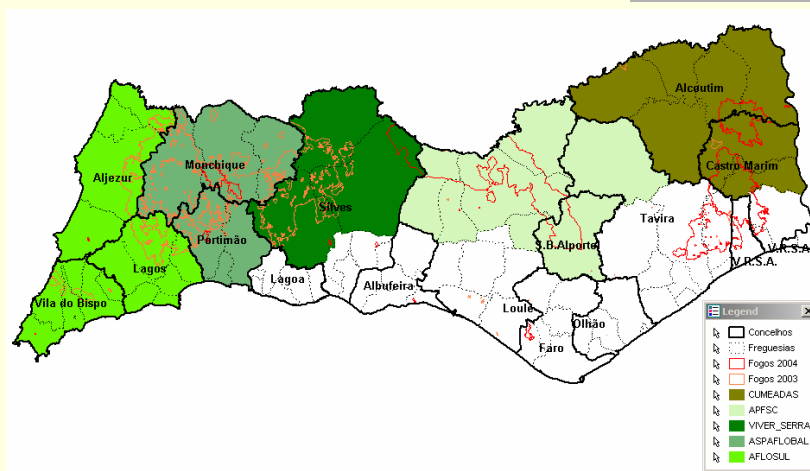 Alcoutim
Monchique
Castro Marim
Aljezur
Silves
Portimão
Tavira
S.B.Alportel
Lagos
V.R.S.A.
V.R.S.A.
Lagoa
Albufeira
Vila do Bispo
Loulé
Olhão
Faro
Legend
Concelhos
Freguesias
Fogos 2004
Fogos 2003
CUMEADAS
APFSC
VIVER_SERRA
ASPAFLOBAL
AFLOSUL